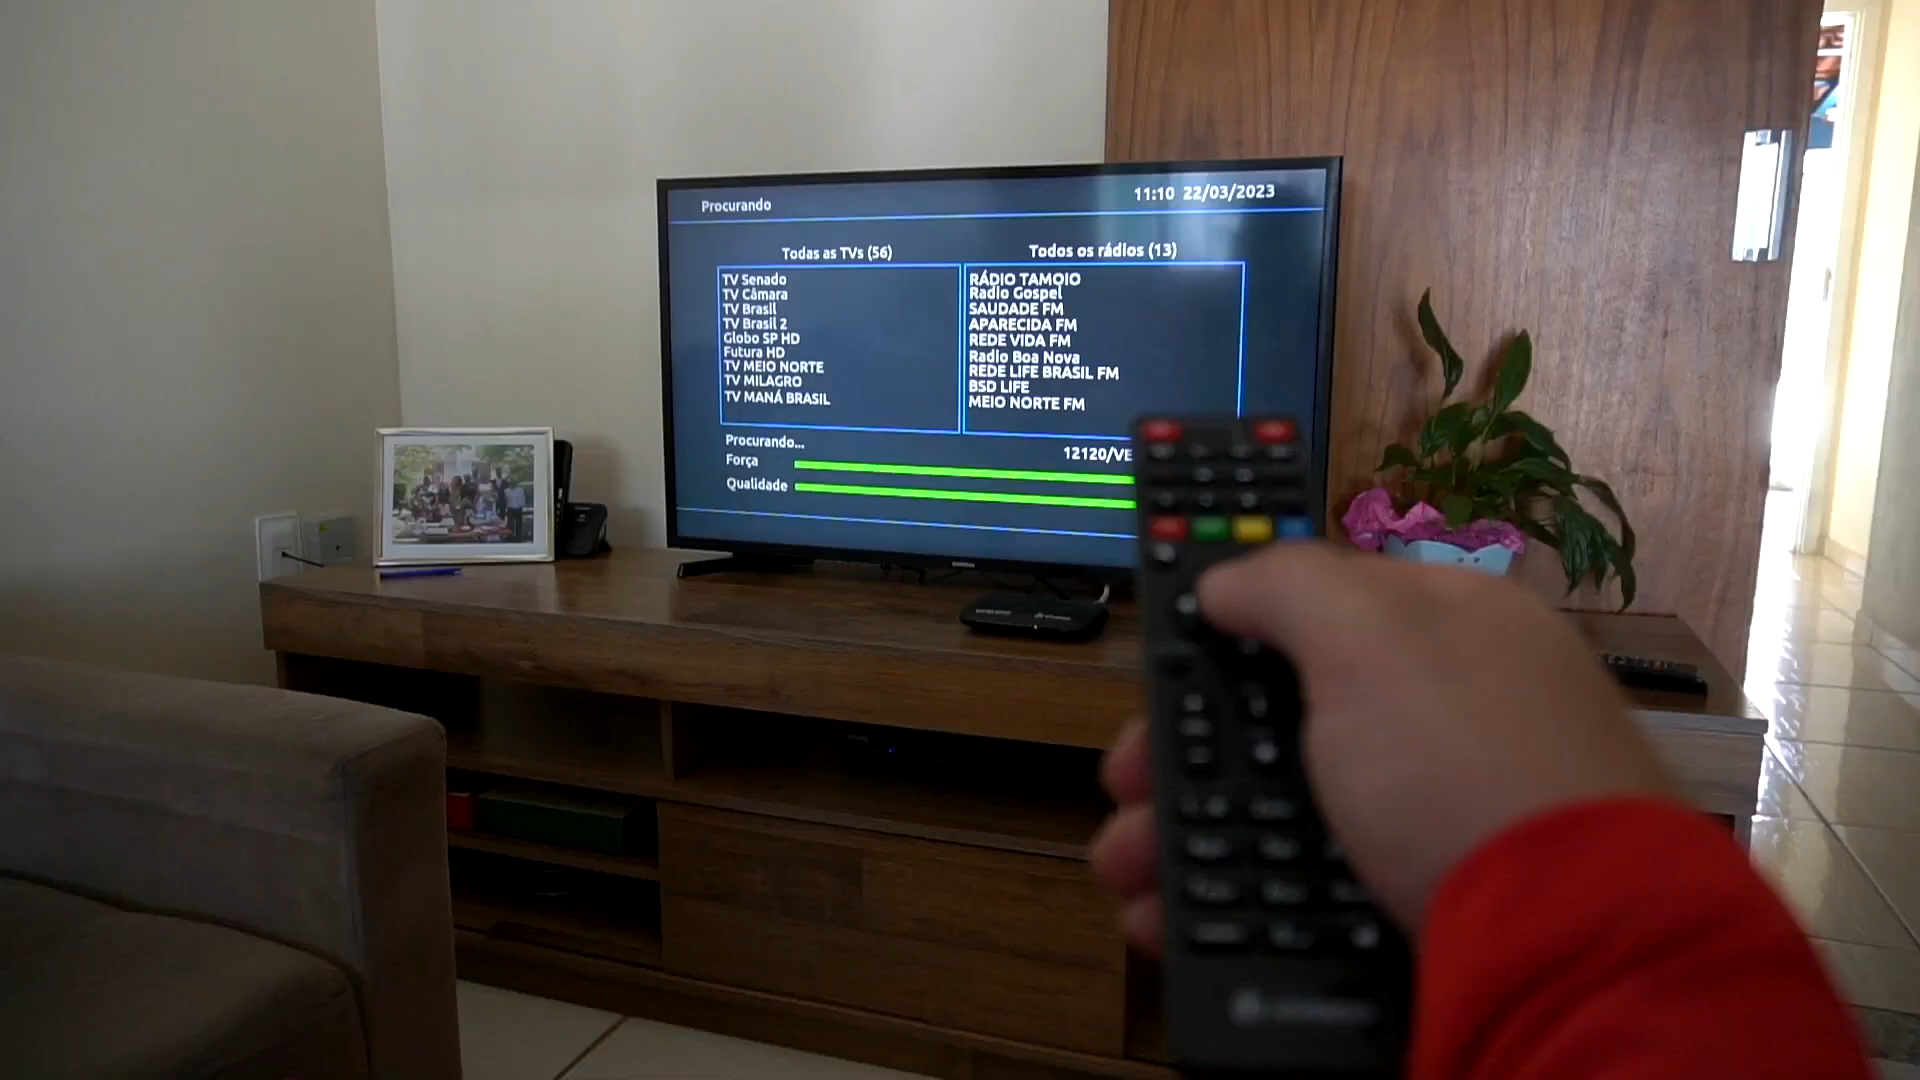 Procurando
11:10 22/03/2023
Todas as TVs (56)
TV Senado
TV Câmara
TV Brasil
TV Brasil 2
Globo SP HD
Futura HD
TV MEIO NORTE
TV MILAGRO
TV MANÁ BRASIL
Todos os rádios (13)
RÁDIO TAMOIO
Radio Gospel
SAUDADE FM
APARECIDA FM
REDE VIDA FM
Radio Boa Nova
REDE LIFE BRASIL FM
BSD LIFE
MEIO NORTE FM
Procurando...
12120/VE
Força
Qualidade